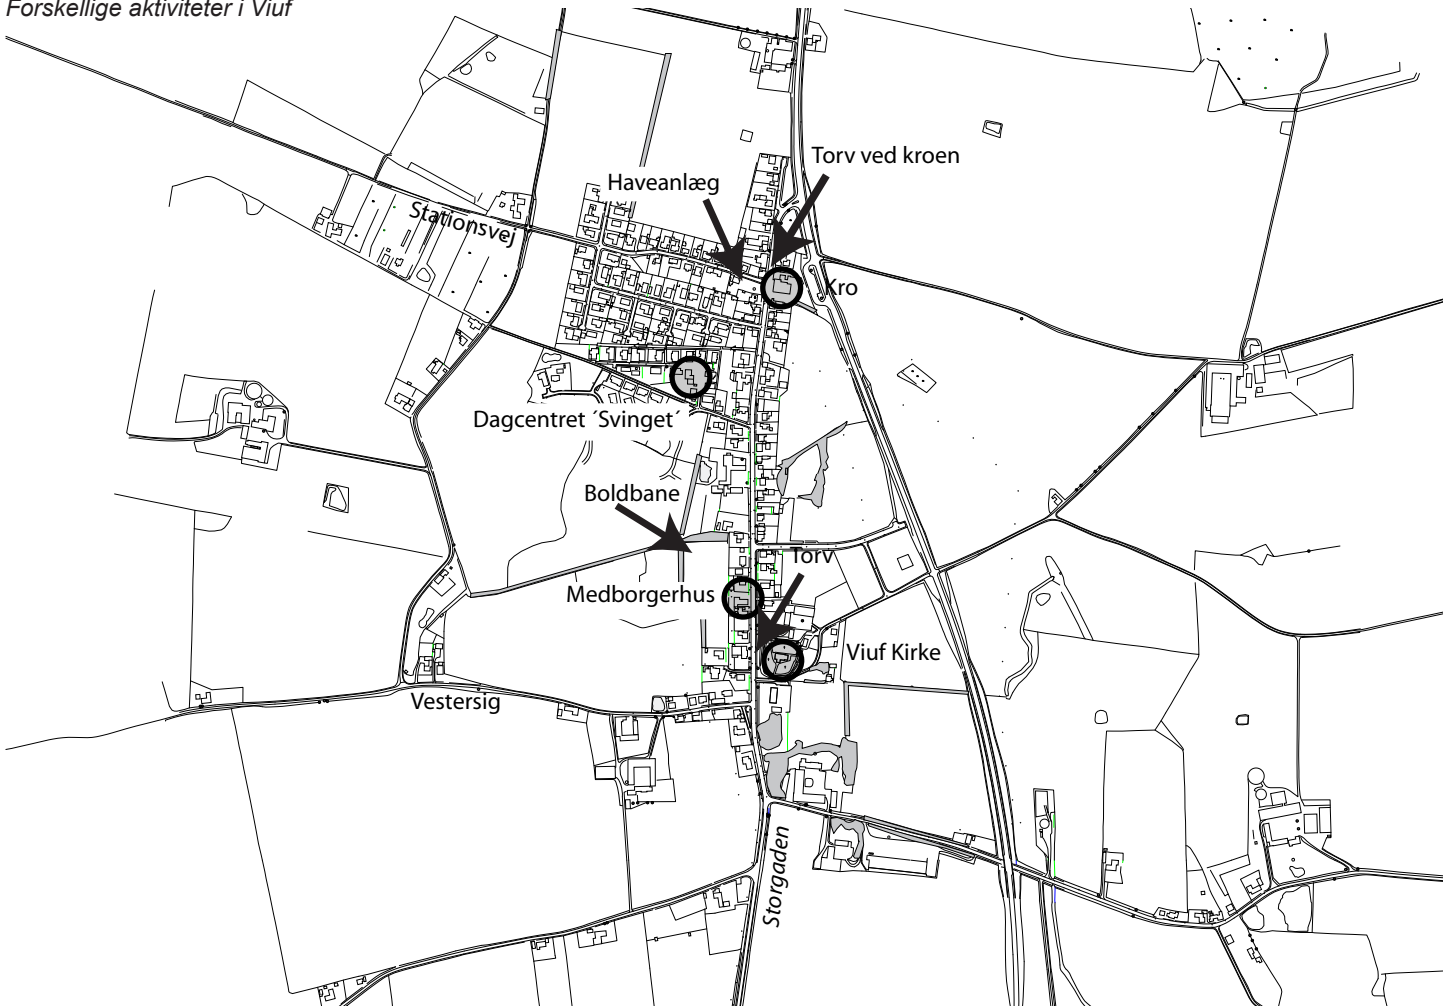 Forskellige aktiviteter i Viuf
Torv ved kroen
Haveanlæg
Stationsvej
Kro
Dagcentret ´Svinget´
Boldbane
Torv
Medborgerhus
Viuf Kirke
Vestersig
Storgaden